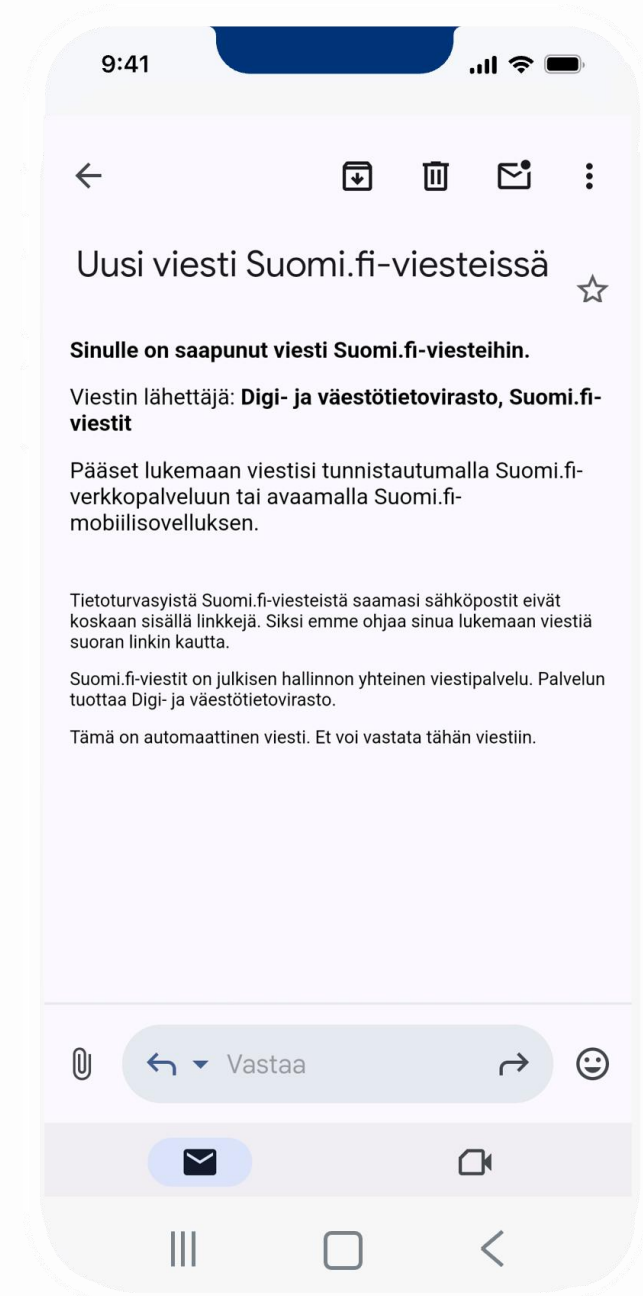 9:41
Uusi viesti Suomi.fi-viesteissä
Sinulle on saapunut viesti Suomi.fi-viesteihin.
Viestin lähettäjä: Digi- ja väestötietovirasto, Suomi.fi-
viestit
Pääset lukemaan viestisi tunnistautumalla Suomi.fi-
verkkopalveluun tai avaamalla Suomi.fi-
mobiilisovelluksen.
Tietoturvasyistä Suomi.fi-viesteistä saamasi sähköpostit eivät
koskaan sisällä linkkejä. Siksi emme ohjaa sinua lukemaan viestiä
suoran linkin kautta.
Suomi.fi-viestit on julkisen hallinnon yhteinen viestipalvelu. Palvelun
tuottaa Digi- ja väestötietovirasto.
Tämä on automaattinen viesti. Et voi vastata tähän viestiin.
Vastaa